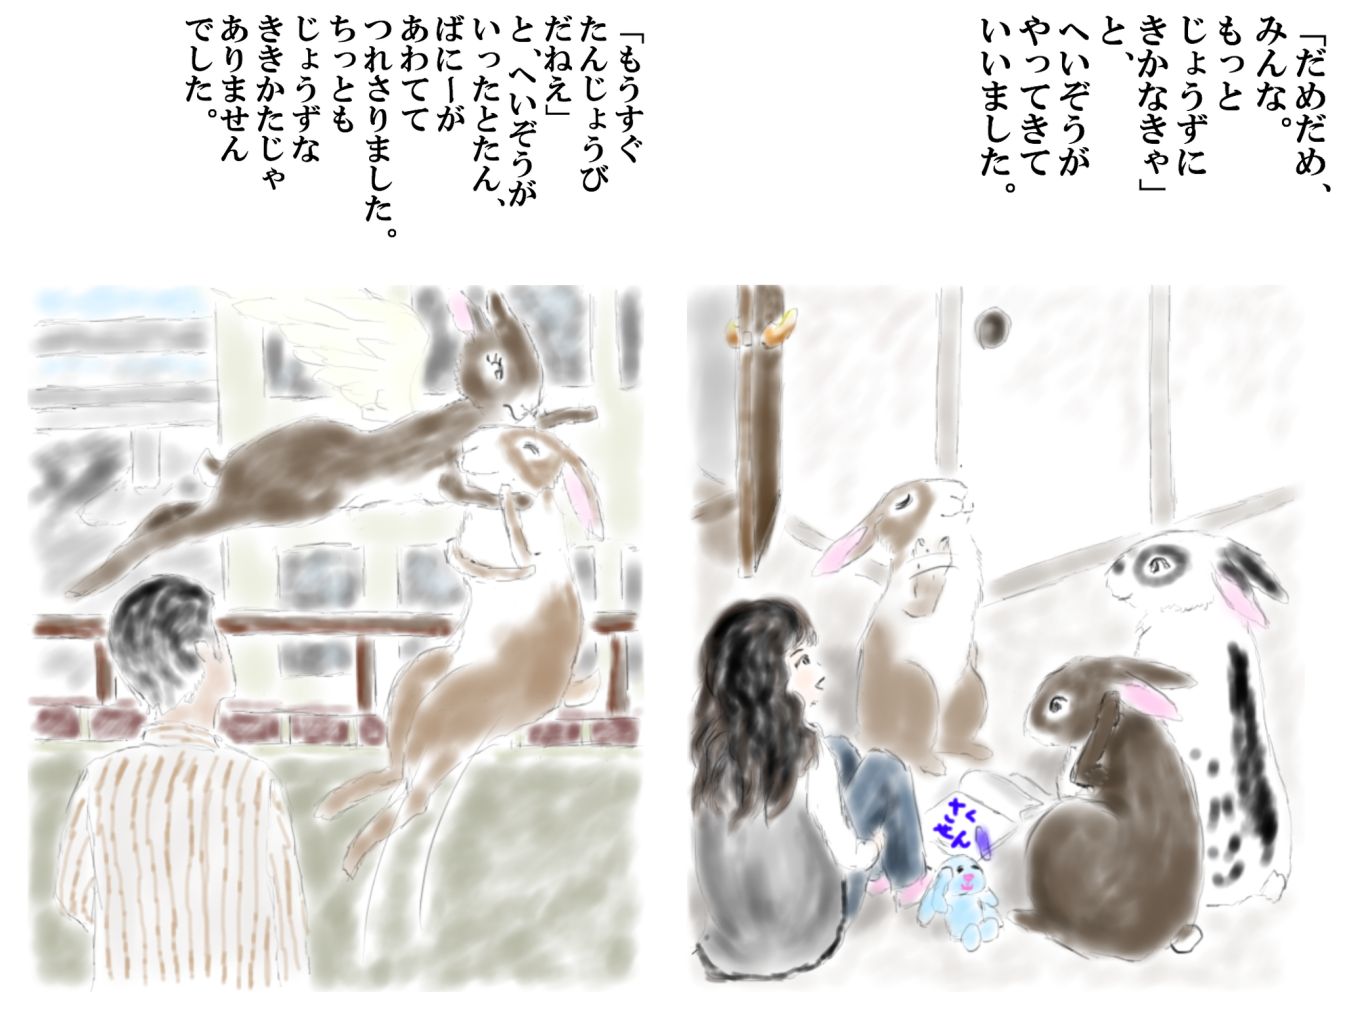 「だめだめ、
みんな。
もっと
じょうずに
きかなきゃ」
と、
へいぞうが
やってきて
いいました。
「もうすぐ
たんじょうび
だねえ」
と、へいぞうが
いったとたん、
ばに～が
あわてて
つれさりました。
ちっとも
じょうずな
ききかたじゃ
ありません
でした。
さく
せん